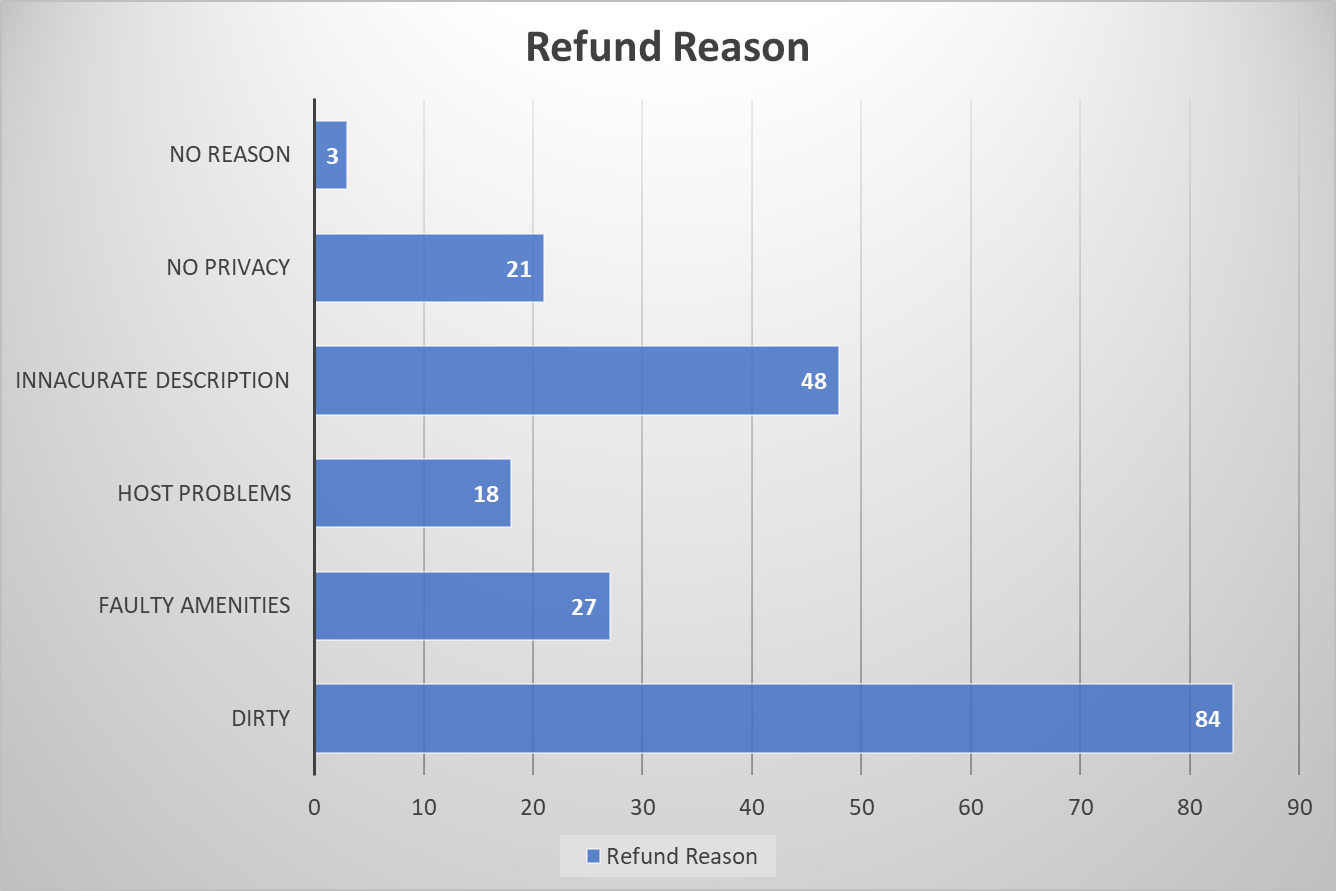 Refund Reason
NO REASON
3
NO PRIVACY
21
INNACURATE DESCRIPTION
48
HOST PROBLEMS
18
FAULTY AMENITIES
27
DIRTY
84
0 10 20 30 40 50 60 70 80 90
Refund Reason